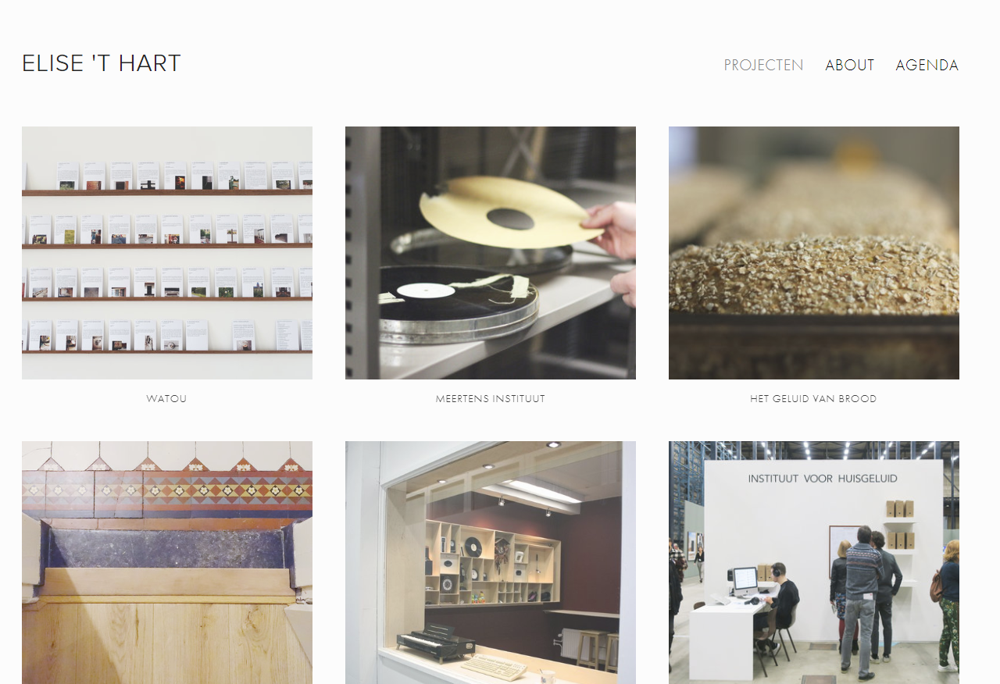 ELISE 'T HART
PROJECTEN ABOUT AGENDA
WATOU
MEERTENS INSTITUUT
HET GELUID VAN BROOD
INSTITUUT VOOR HUISGELUID